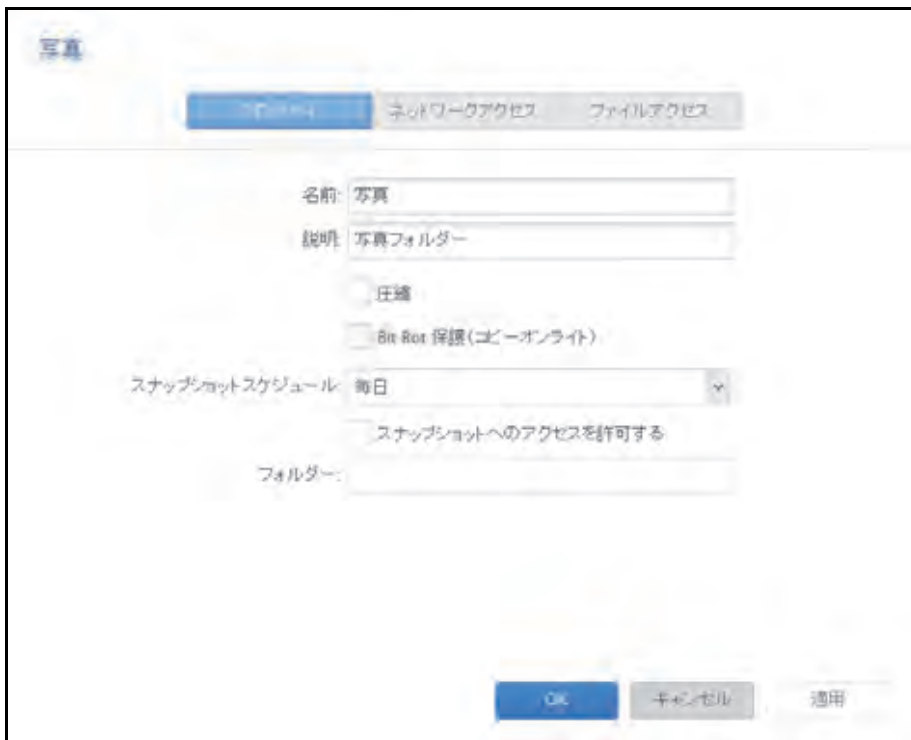 写真
ネットワークアクセス
ファイルアクセス
名前: 写真
説明: 写真フォルダー
圧縮
Bit Rot 保護(コピーオンライト)
スナップショットスケジュール: 毎日
スナップショットへのアクセスを許可する
フォルダー:
OK
キャンセル
適用